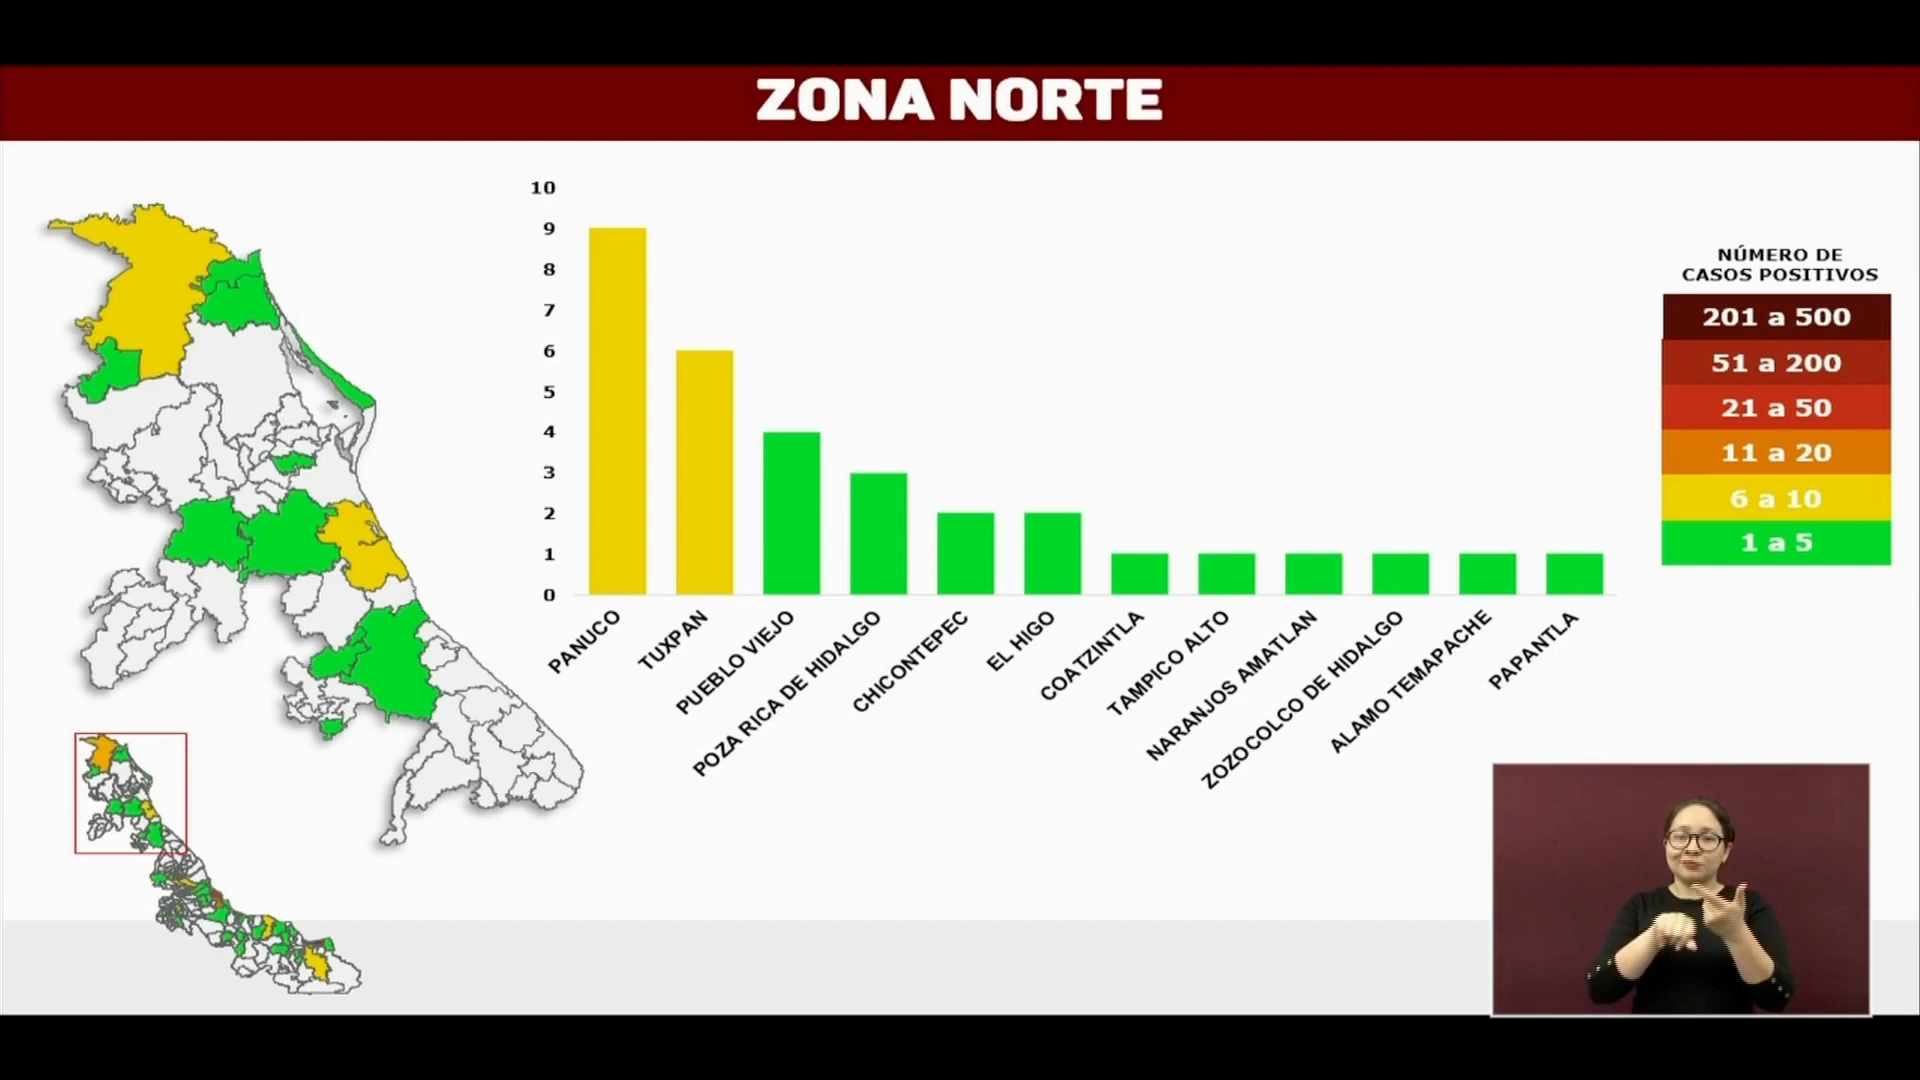 ZONA NORTE
10
9
8
7
6
5
4
3
2
1
0
PANUCO
TUXPAN
PUEBLO VIEJO
POZA RICA DE HIDALGO
CHICONTEPEC
EL HIGO
COATZINTLA
TAMPICO ALTO
NARANJOS AMATLAN
ZOZOCOLCO DE HIDALGO
ALAMO TEMAPACHE
PAPANTLA
NÚMERO DE
CASOS POSITIVOS
201 a 500
51 a 200
21 a 50
11 a 20
6 a 10
1 a 5